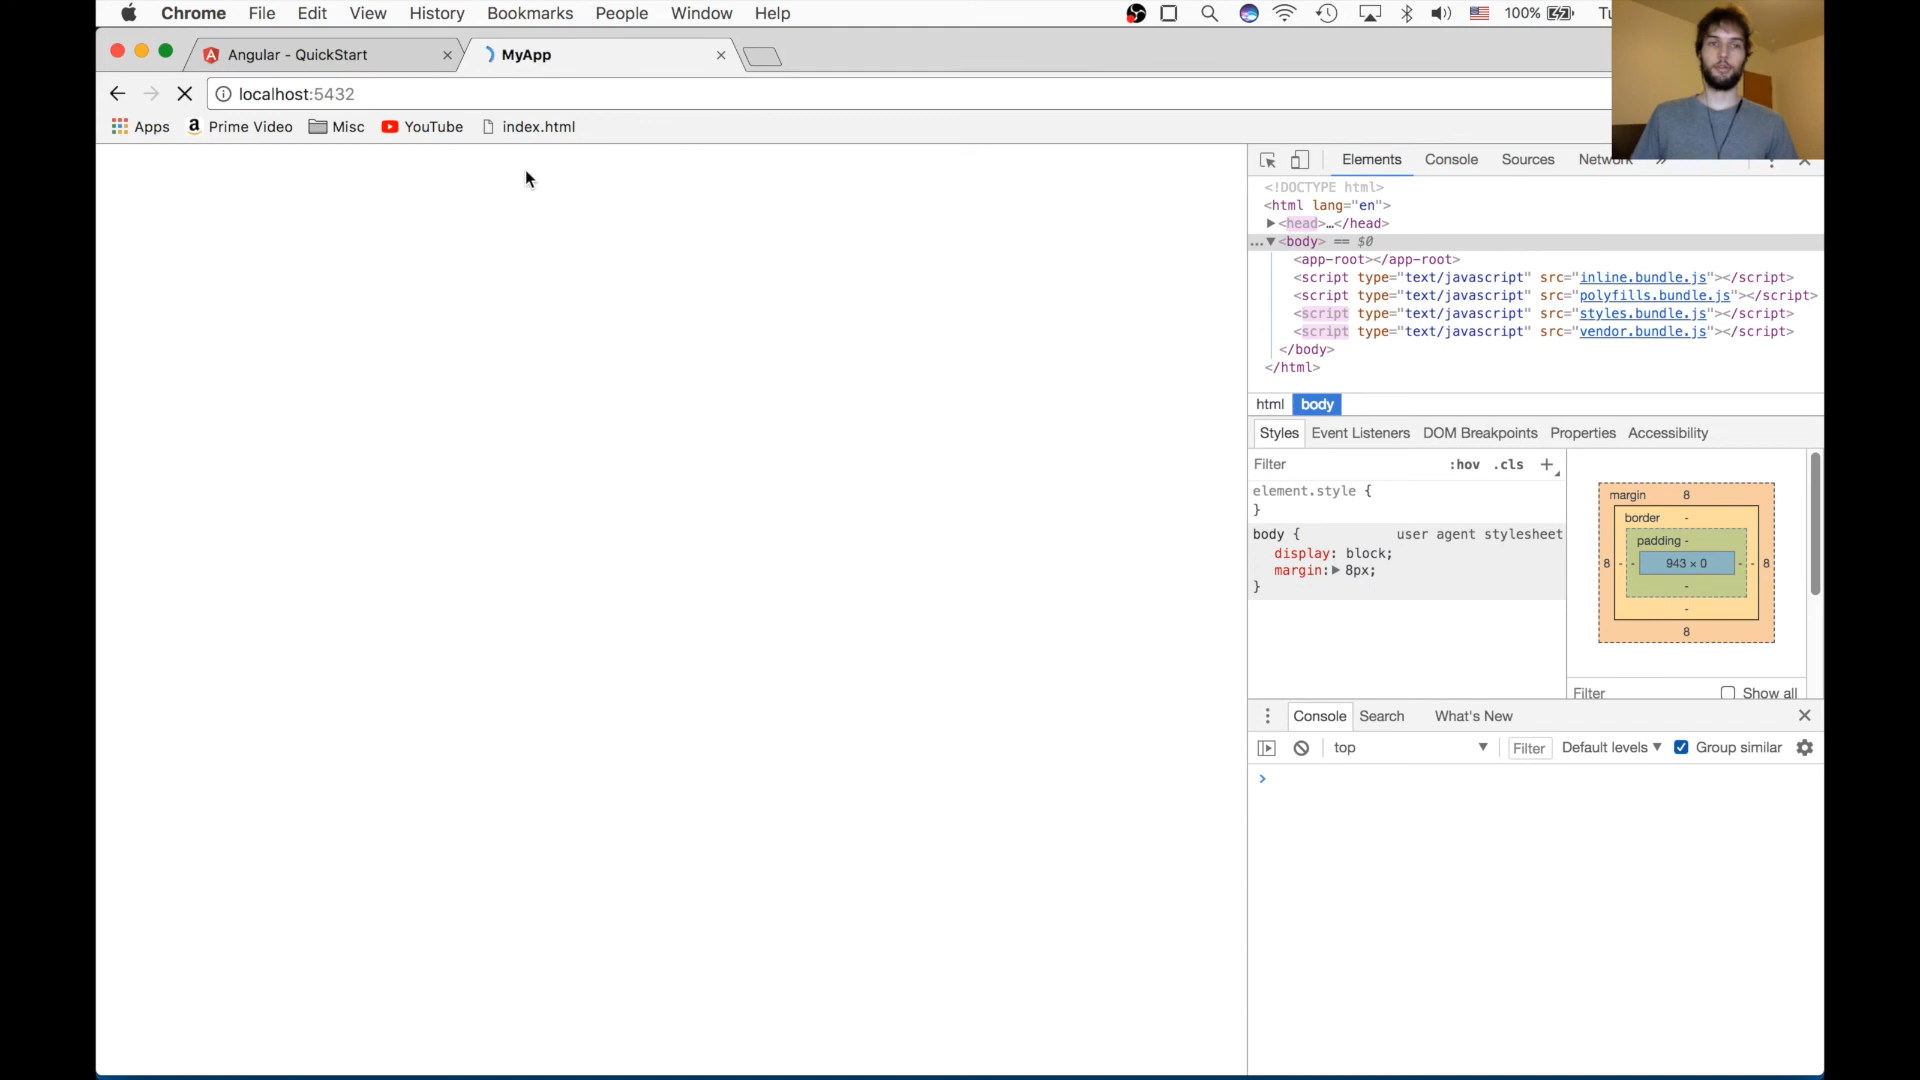 Chrome File Edit View History Bookmarks People Window Help 100% Tu
Angular - QuickStart MyApp
localhost:5432
Apps Prime Video Misc YouTube index.html
Elements Console Sources Network »
<!DOCTYPE html>
<html lang="en">
<head>…</head>
... <body> == $0
<app-root></app-root>
<script type="text/javascript" src="inline.bundle.js"></script>
<script type="text/javascript" src="polyfills.bundle.js"></script>
<script type="text/javascript" src="styles.bundle.js"></script>
<script type="text/javascript" src="vendor.bundle.js"></script>
</body>
</html>
html body
Styles Event Listeners DOM Breakpoints Properties Accessibility
Filter :hov .cls +
element.style {
}
body { user agent stylesheet
display: block;
margin: 8px;
}
margin 8
border -
padding -
8 - - 943 × 0 - - 8
-
-
8
Filter Show all
Console Search What's New
top Filter Default levels Group similar
>